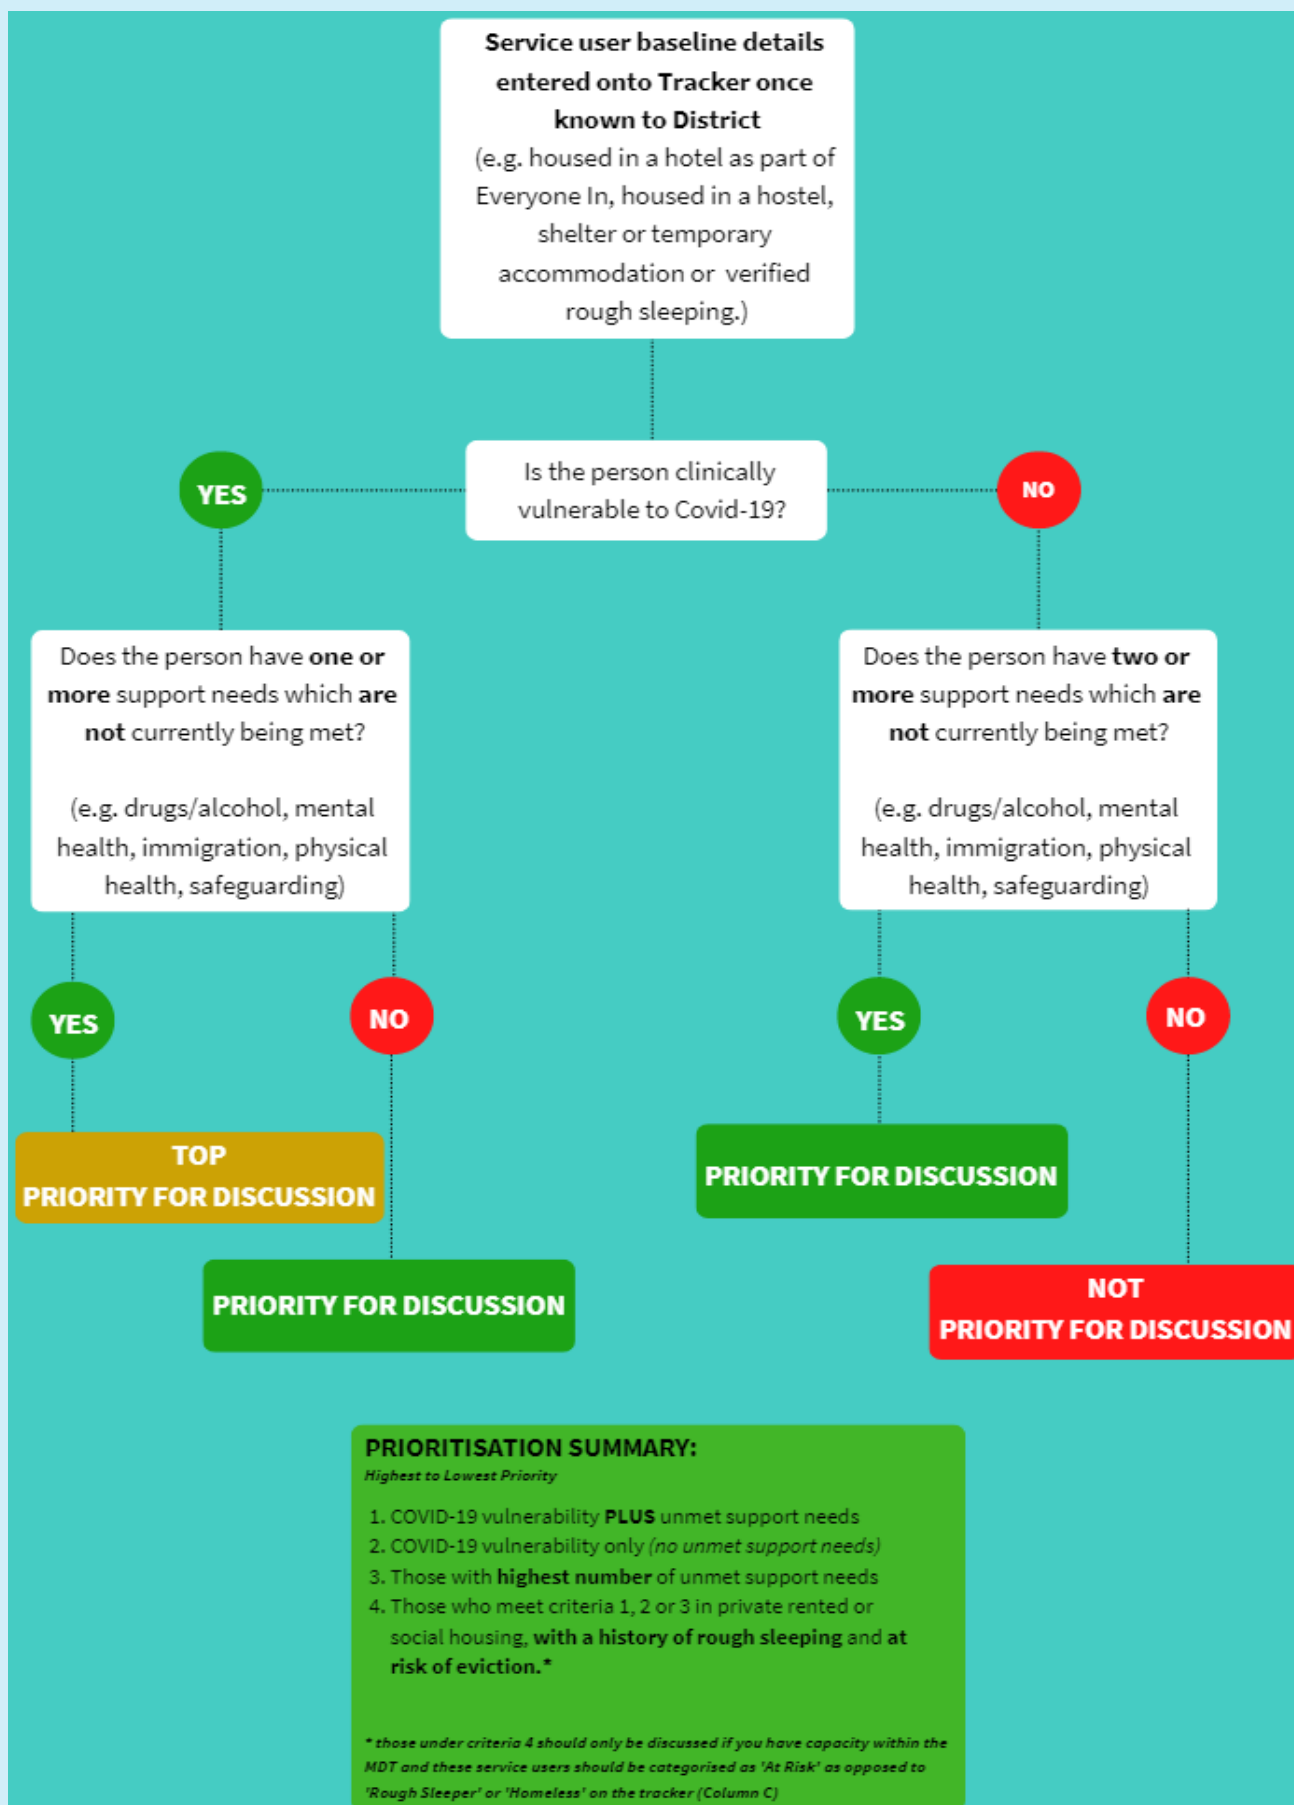 Service user baseline details
entered onto Tracker once
known to District
(e.g. housed in a hotel as part of
Everyone In, housed in a hostel,
shelter or temporary
accommodation or verified
rough sleeping.)
YES
Is the person clinically
vulnerable to Covid-19?
NO
Does the person have one or
more support needs which are
not currently being met?
(e.g. drugs/alcohol, mental
health, immigration, physical
health, safeguarding)
Does the person have two or
more support needs which are
not currently being met?
(e.g. drugs/alcohol, mental
health, immigration, physical
health, safeguarding)
YES
NO
YES
NO
TOP
PRIORITY FOR DISCUSSION
PRIORITY FOR DISCUSSION
PRIORITY FOR DISCUSSION
NOT
PRIORITY FOR DISCUSSION
PRIORITISATION SUMMARY:
Highest to Lowest Priority
1. COVID-19 vulnerability PLUS unmet support needs
2. COVID-19 vulnerability only (no unmet support needs)
3. Those with highest number of unmet support needs
4. Those who meet criteria 1, 2 or 3 in private rented or
social housing, with a history of rough sleeping and at
risk of eviction.*
* those under criteria 4 should only be discussed if you have capacity within the
MDT and these service users should be categorised as 'At Risk' as opposed to
'Rough Sleeper' or 'Homeless' on the tracker (Column C)